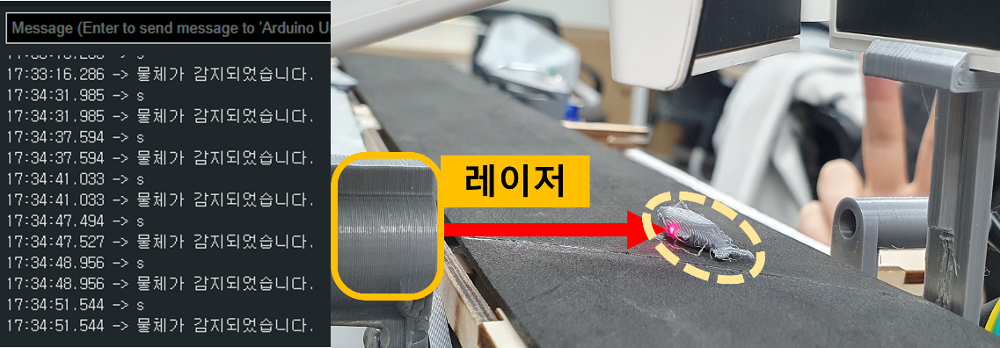 Message (Enter to send message to 'Arduino U
17:33:16.286 -> 물체가 감지되었습니다.
17:34:31.985 -> s
17:34:31.985 -> 물체가 감지되었습니다.
17:34:37.594 -> s
17:34:37.594 -> 물체가 감지되었습니다.
17:34:41.033 -> s
17:34:41.033 -> 물체가 감지되었습니다.
17:34:47.494 -> s
17:34:47.527 -> 물체가 감지되었습니다.
17:34:48.956 -> s
17:34:48.956 -> 물체가 감지되었습니다.
17:34:51.544 -> s
17:34:51.544 -> 물체가 감지되었습니다.
레이저